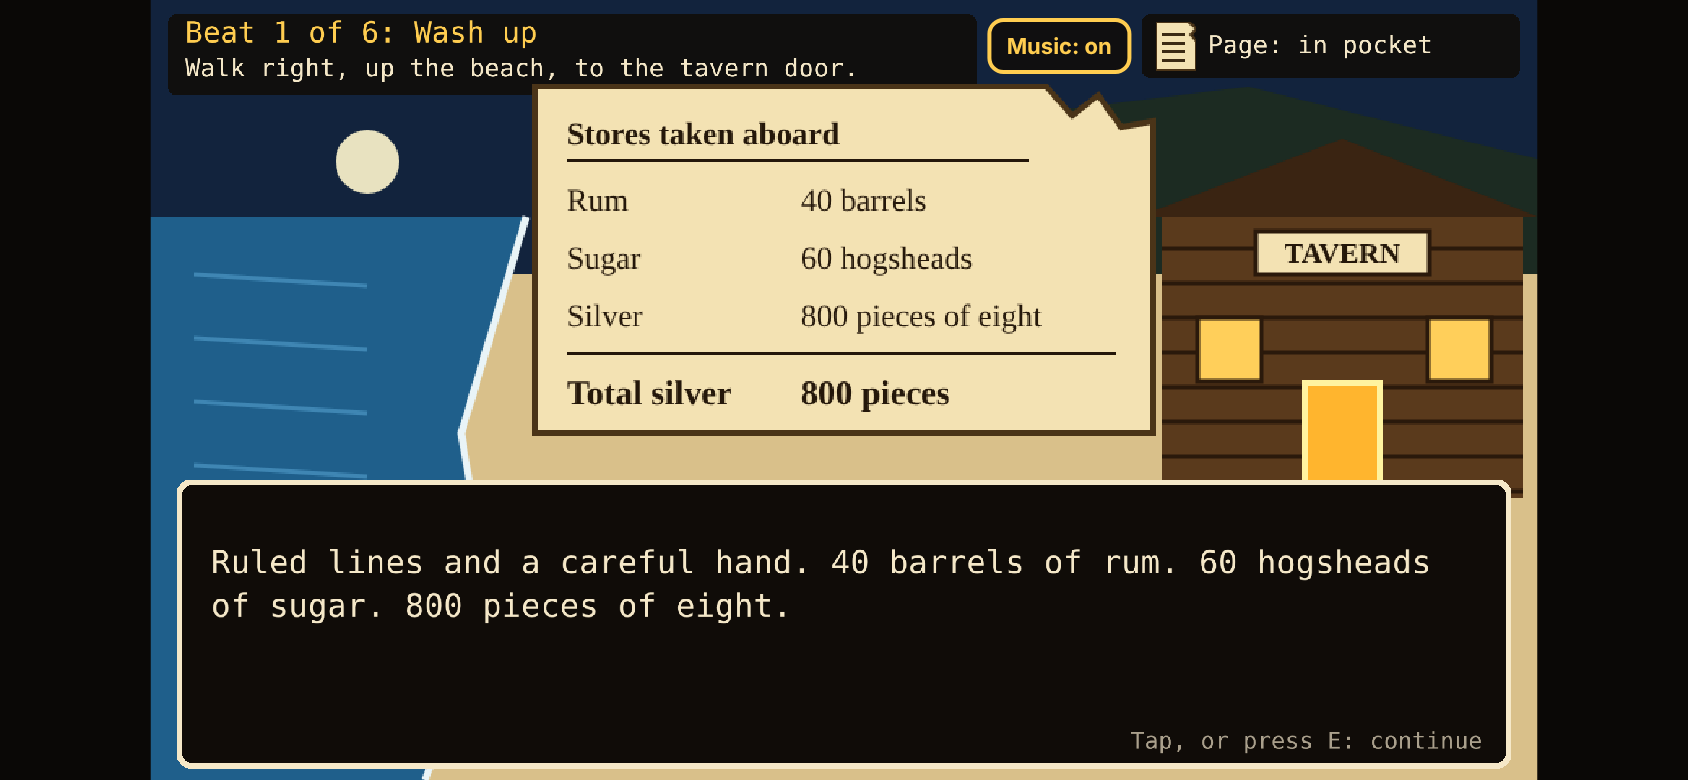 Beat 1 of 6: Wash up
Walk right, up the beach, to the tavern door.
Music: on
Page: in pocket
Stores taken aboard
Rum 40 barrels
Sugar 60 hogsheads
Silver 800 pieces of eight
Total silver 800 pieces
TAVERN
Ruled lines and a careful hand. 40 barrels of rum. 60 hogsheads
of sugar. 800 pieces of eight.
Tap, or press E: continue